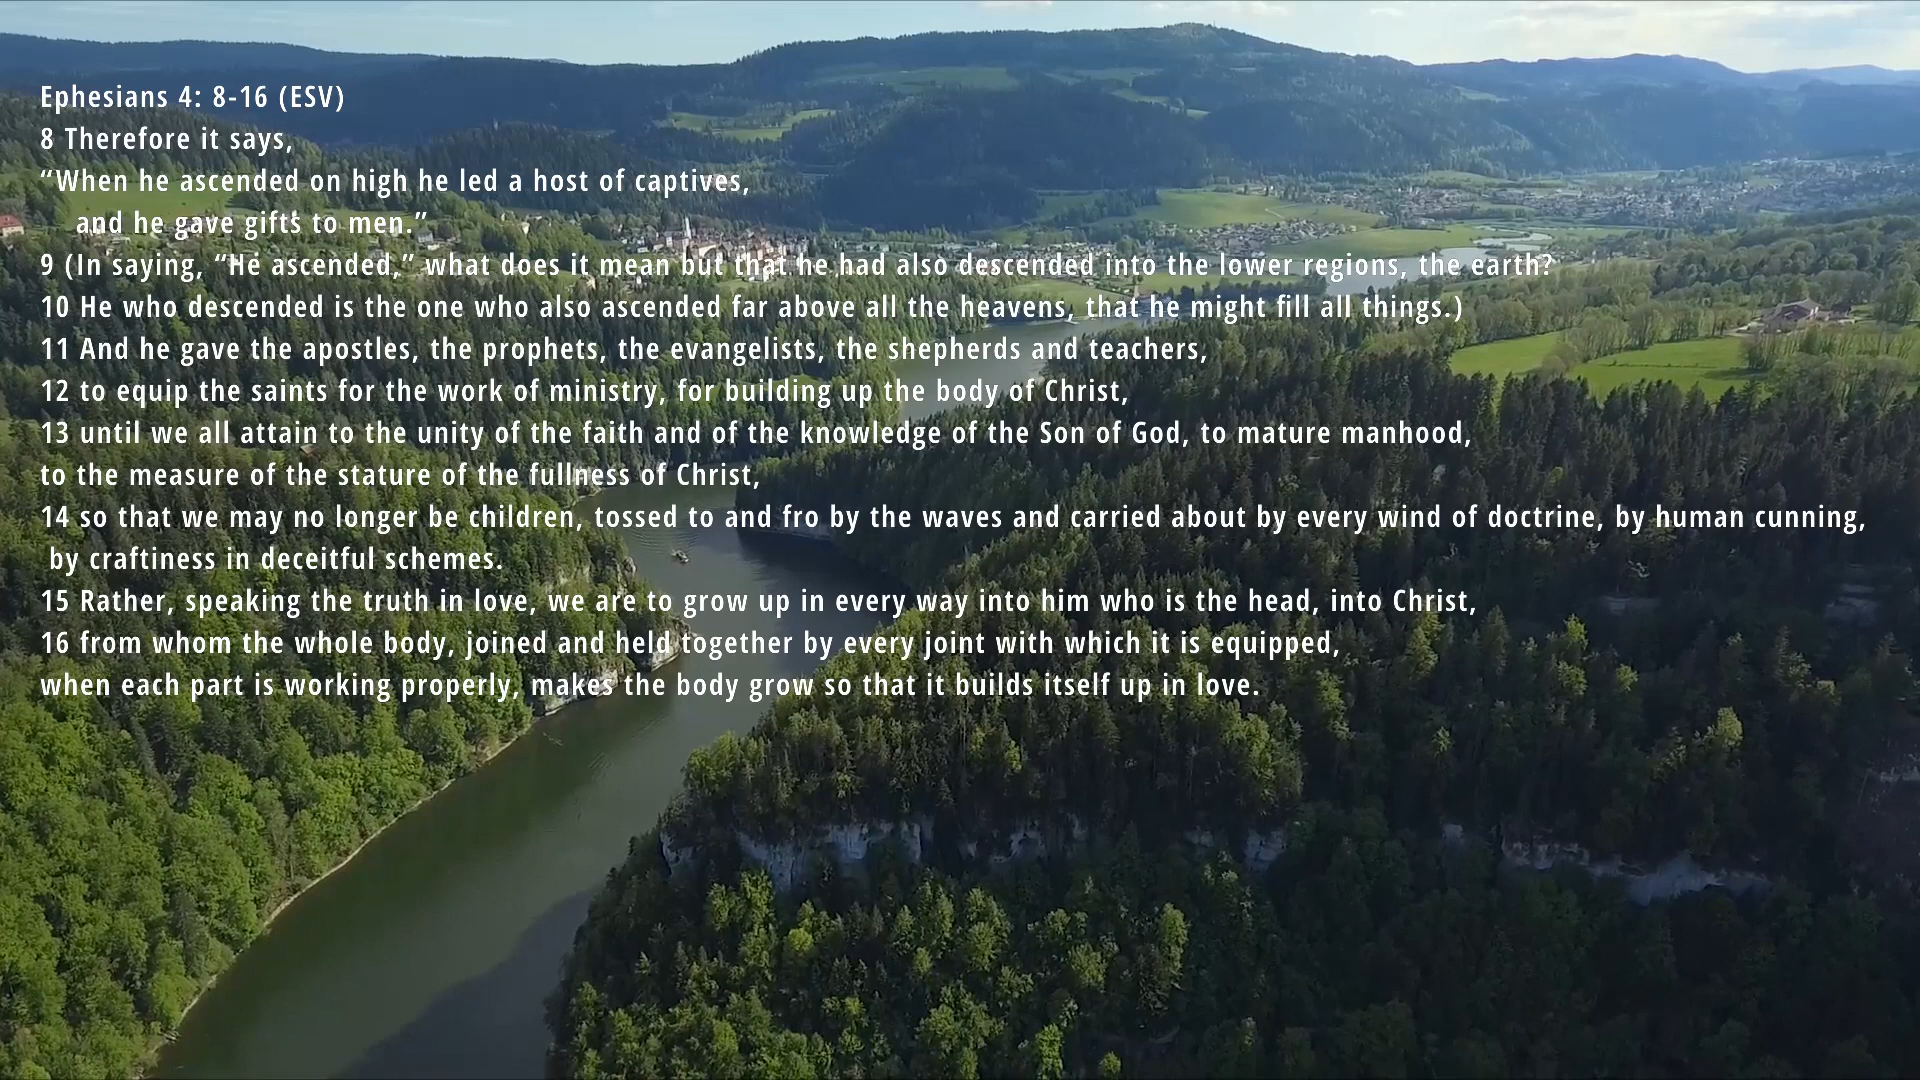 Ephesians 4: 8-16 (ESV)
8 Therefore it says,
“When he ascended on high he led a host of captives,
and he gave gifts to men.”
9 (In saying, “He ascended,” what does it mean but that he had also descended into the lower regions, the earth?
10 He who descended is the one who also ascended far above all the heavens, that he might fill all things.)
11 And he gave the apostles, the prophets, the evangelists, the shepherds and teachers,
12 to equip the saints for the work of ministry, for building up the body of Christ,
13 until we all attain to the unity of the faith and of the knowledge of the Son of God, to mature manhood,
to the measure of the stature of the fullness of Christ,
14 so that we may no longer be children, tossed to and fro by the waves and carried about by every wind of doctrine, by human cunning,
by craftiness in deceitful schemes.
15 Rather, speaking the truth in love, we are to grow up in every way into him who is the head, into Christ,
16 from whom the whole body, joined and held together by every joint with which it is equipped,
when each part is working properly, makes the body grow so that it builds itself up in love.